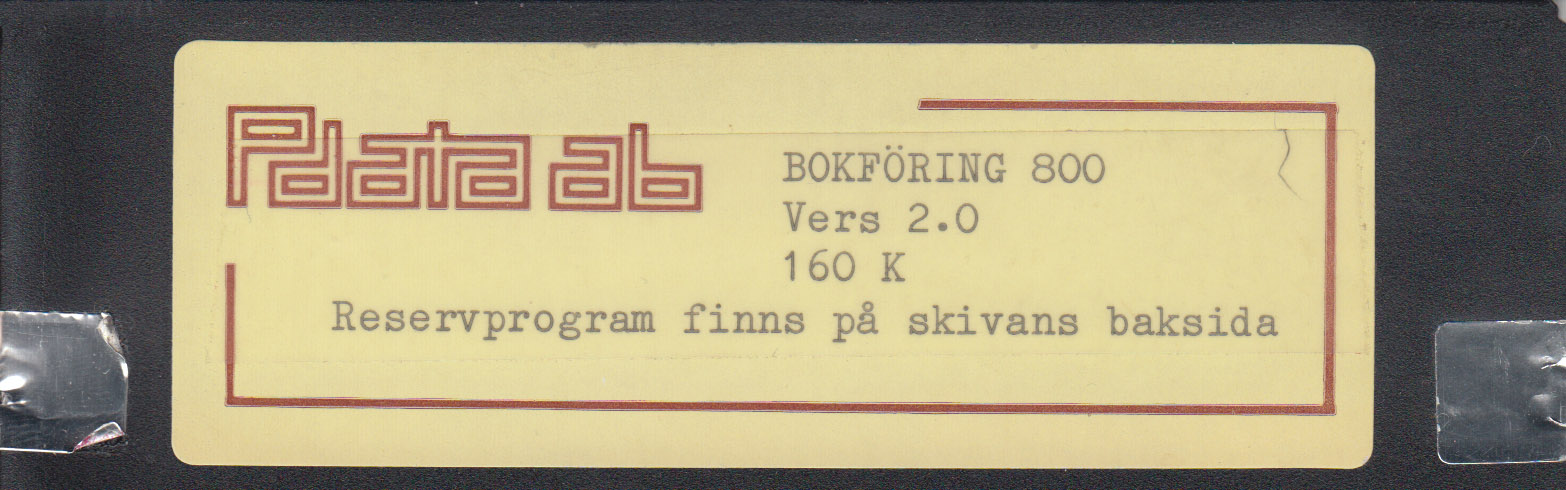 Pdata ab
BOKFÖRING 800
Vers 2.0
160 K
Reservprogram finns på skivans baksida